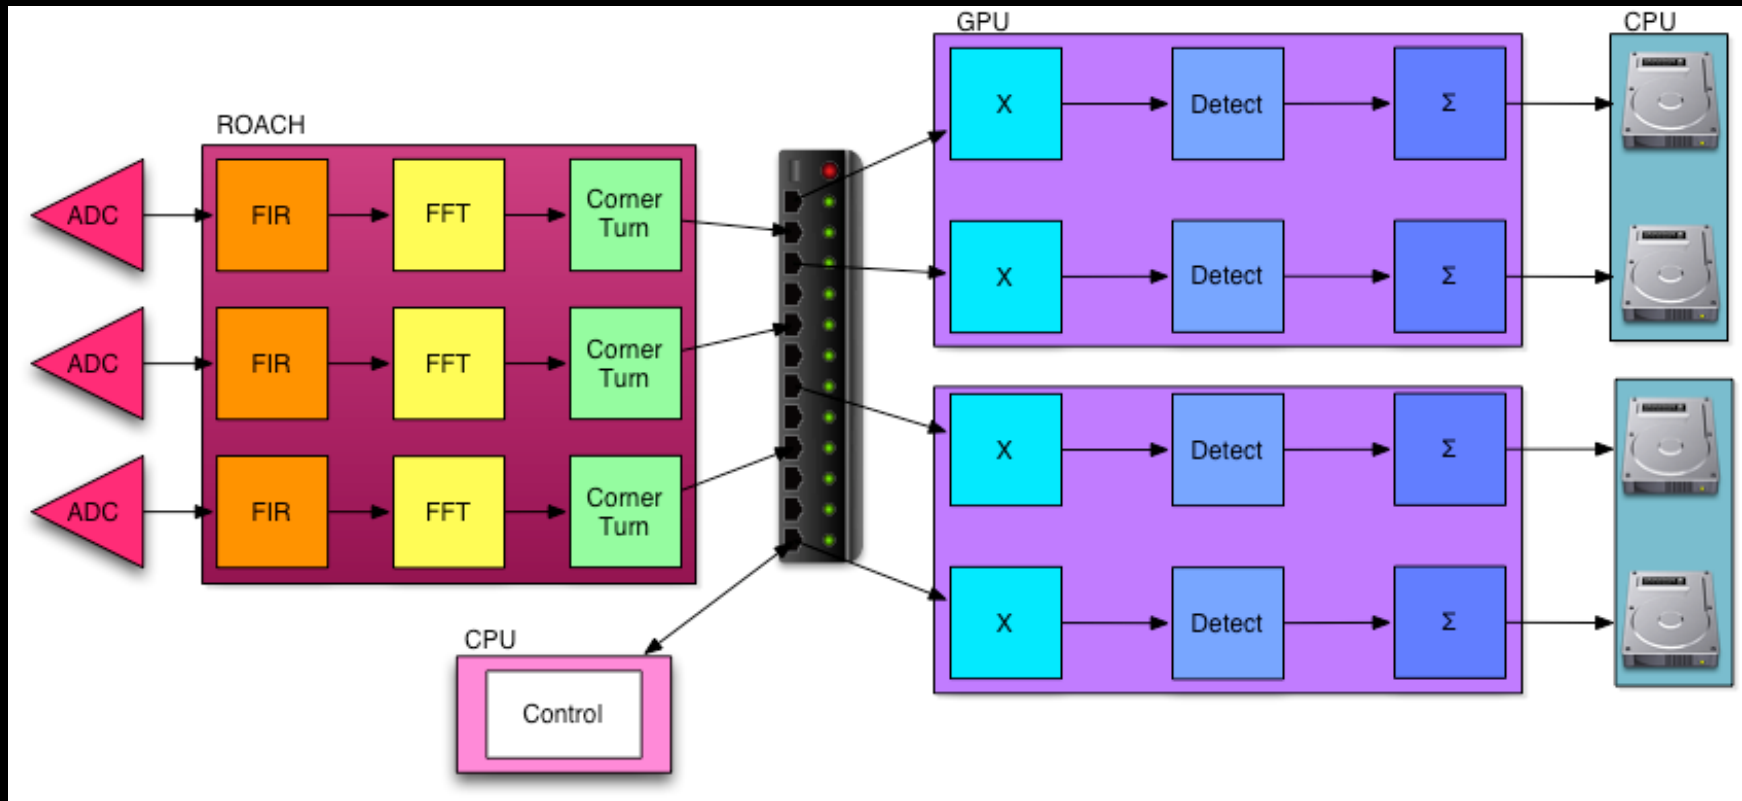 GPU
CPU
X
Detect
Σ
ROACH
ADC
FIR
FFT
Corner
Turn
X
Detect
Σ
ADC
FIR
FFT
Corner
Turn
X
Detect
Σ
ADC
FIR
FFT
Corner
Turn
X
Detect
Σ
CPU
Control